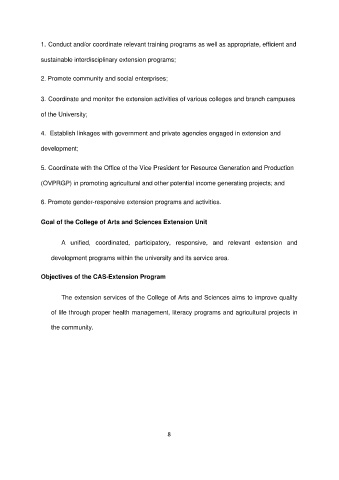 1. Conduct and/or coordinate relevant training programs as well as appropriate, efficient and
sustainable interdisciplinary extension programs;
2. Promote community and social enterprises;
3. Coordinate and monitor the extension activities of various colleges and branch campuses
of the University;
4. Establish linkages with government and private agencies engaged in extension and
development;
5. Coordinate with the Office of the Vice President for Resource Generation and Production
(OVPRGP) in promoting agricultural and other potential income generating projects; and
6. Promote gender-responsive extension programs and activities.
Goal of the College of Arts and Sciences Extension Unit
A unified, coordinated, participatory, responsive, and relevant extension and
development programs within the university and its service area.
Objectives of the CAS-Extension Program
The extension services of the College of Arts and Sciences aims to improve quality
of life through proper health management, literacy programs and agricultural projects in
the community.
8